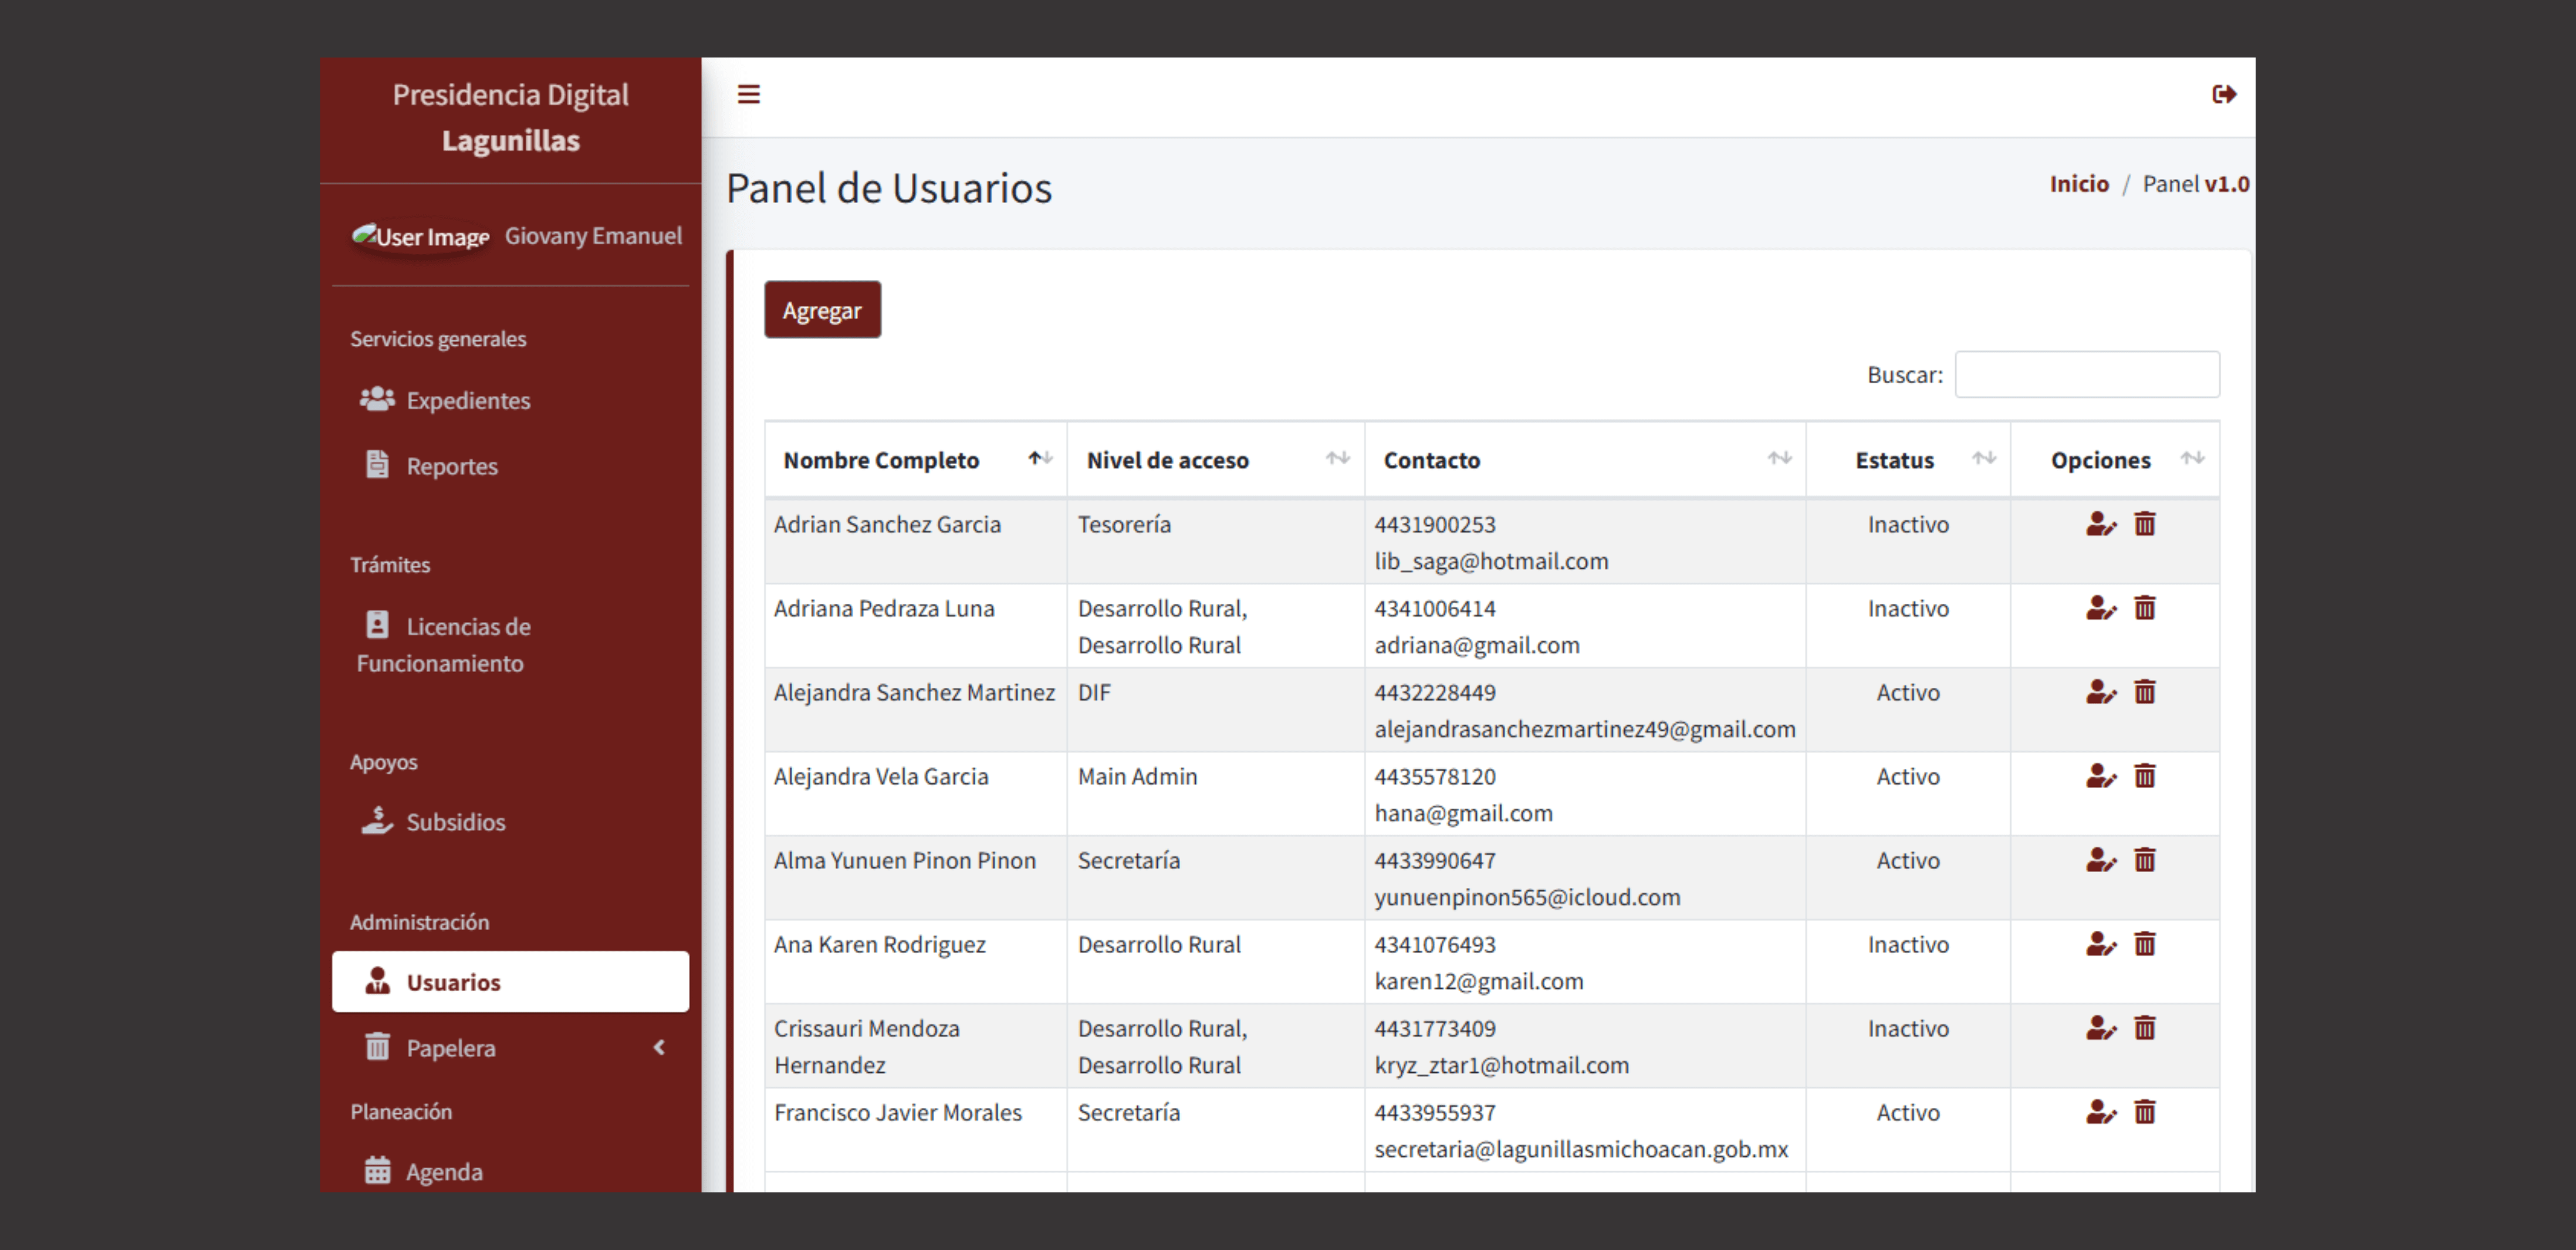 Presidencia Digital
Lagunillas
User Image Giovany Emanuel
Servicios generales
Expedientes
Reportes
Trámites
Licencias de
Funcionamiento
Apoyos
Subsidios
Administración
Usuarios
Papelera
Planeación
Agenda
Panel de Usuarios
Inicio / Panel v1.0
Agregar
Buscar:
Nombre Completo Nivel de acceso Contacto Estatus Opciones
Adrian Sanchez Garcia Tesorería 4431900253 Inactivo
lib_saga@hotmail.com
Adriana Pedraza Luna Desarrollo Rural, 4341006414 Inactivo
Desarrollo Rural adriana@gmail.com
Alejandra Sanchez Martinez DIF 4432228449 Activo
alejandrasanchezmartinez49@gmail.com
Alejandra Vela Garcia Main Admin 4435578120 Activo
hana@gmail.com
Alma Yunuen Pinon Pinon Secretaría 4433990647 Activo
yunuenpinon565@icloud.com
Ana Karen Rodriguez Desarrollo Rural 4341076493 Inactivo
karen12@gmail.com
Crissauri Mendoza Desarrollo Rural, 4431773409 Inactivo
Hernandez Desarrollo Rural kryz_ztar1@hotmail.com
Francisco Javier Morales Secretaría 4433955937 Activo
secretaria@lagunillasmichoacan.gob.mx